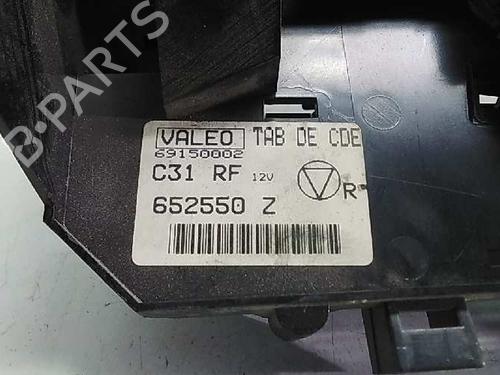 B-PARTS
VALEO TAB DE CDE
69150002
C31 RF 12V
R
652550 Z